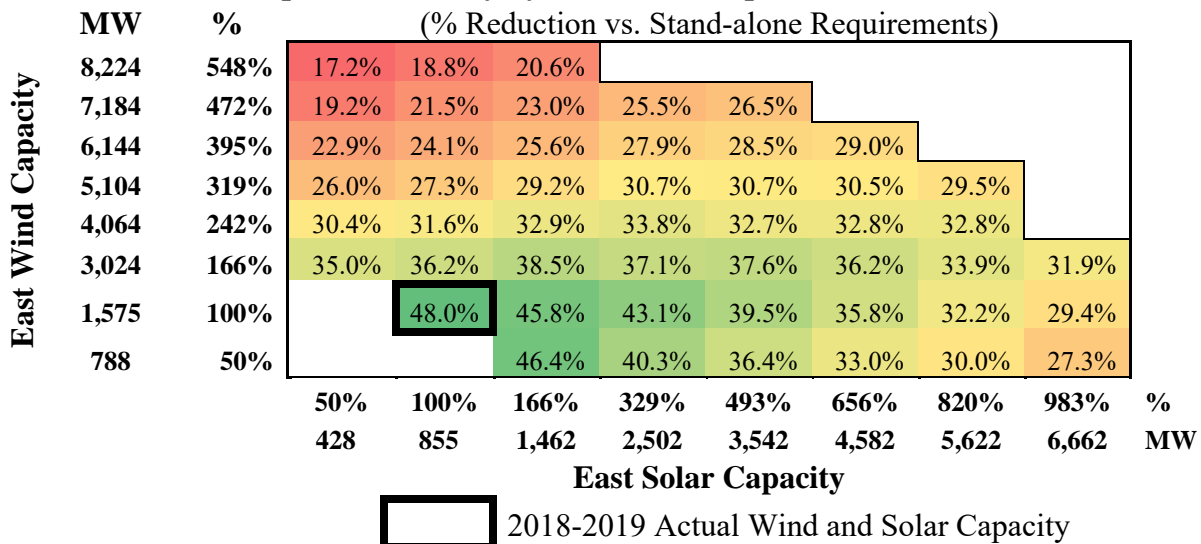 MW % (% Reduction vs. Stand-alone Requirements)
East Wind Capacity
8,224 548% 17.2% 18.8% 20.6%
7,184 472% 19.2% 21.5% 23.0% 25.5% 26.5%
6,144 395% 22.9% 24.1% 25.6% 27.9% 28.5% 29.0%
5,104 319% 26.0% 27.3% 29.2% 30.7% 30.7% 30.5% 29.5%
4,064 242% 30.4% 31.6% 32.9% 33.8% 32.7% 32.8% 32.8%
3,024 166% 35.0% 36.2% 38.5% 37.1% 37.6% 36.2% 33.9% 31.9%
1,575 100% 48.0% 45.8% 43.1% 39.5% 35.8% 32.2% 29.4%
788 50% 46.4% 40.3% 36.4% 33.0% 30.0% 27.3%
50% 100% 166% 329% 493% 656% 820% 983% %
428 855 1,462 2,502 3,542 4,582 5,622 6,662 MW
East Solar Capacity
2018-2019 Actual Wind and Solar Capacity